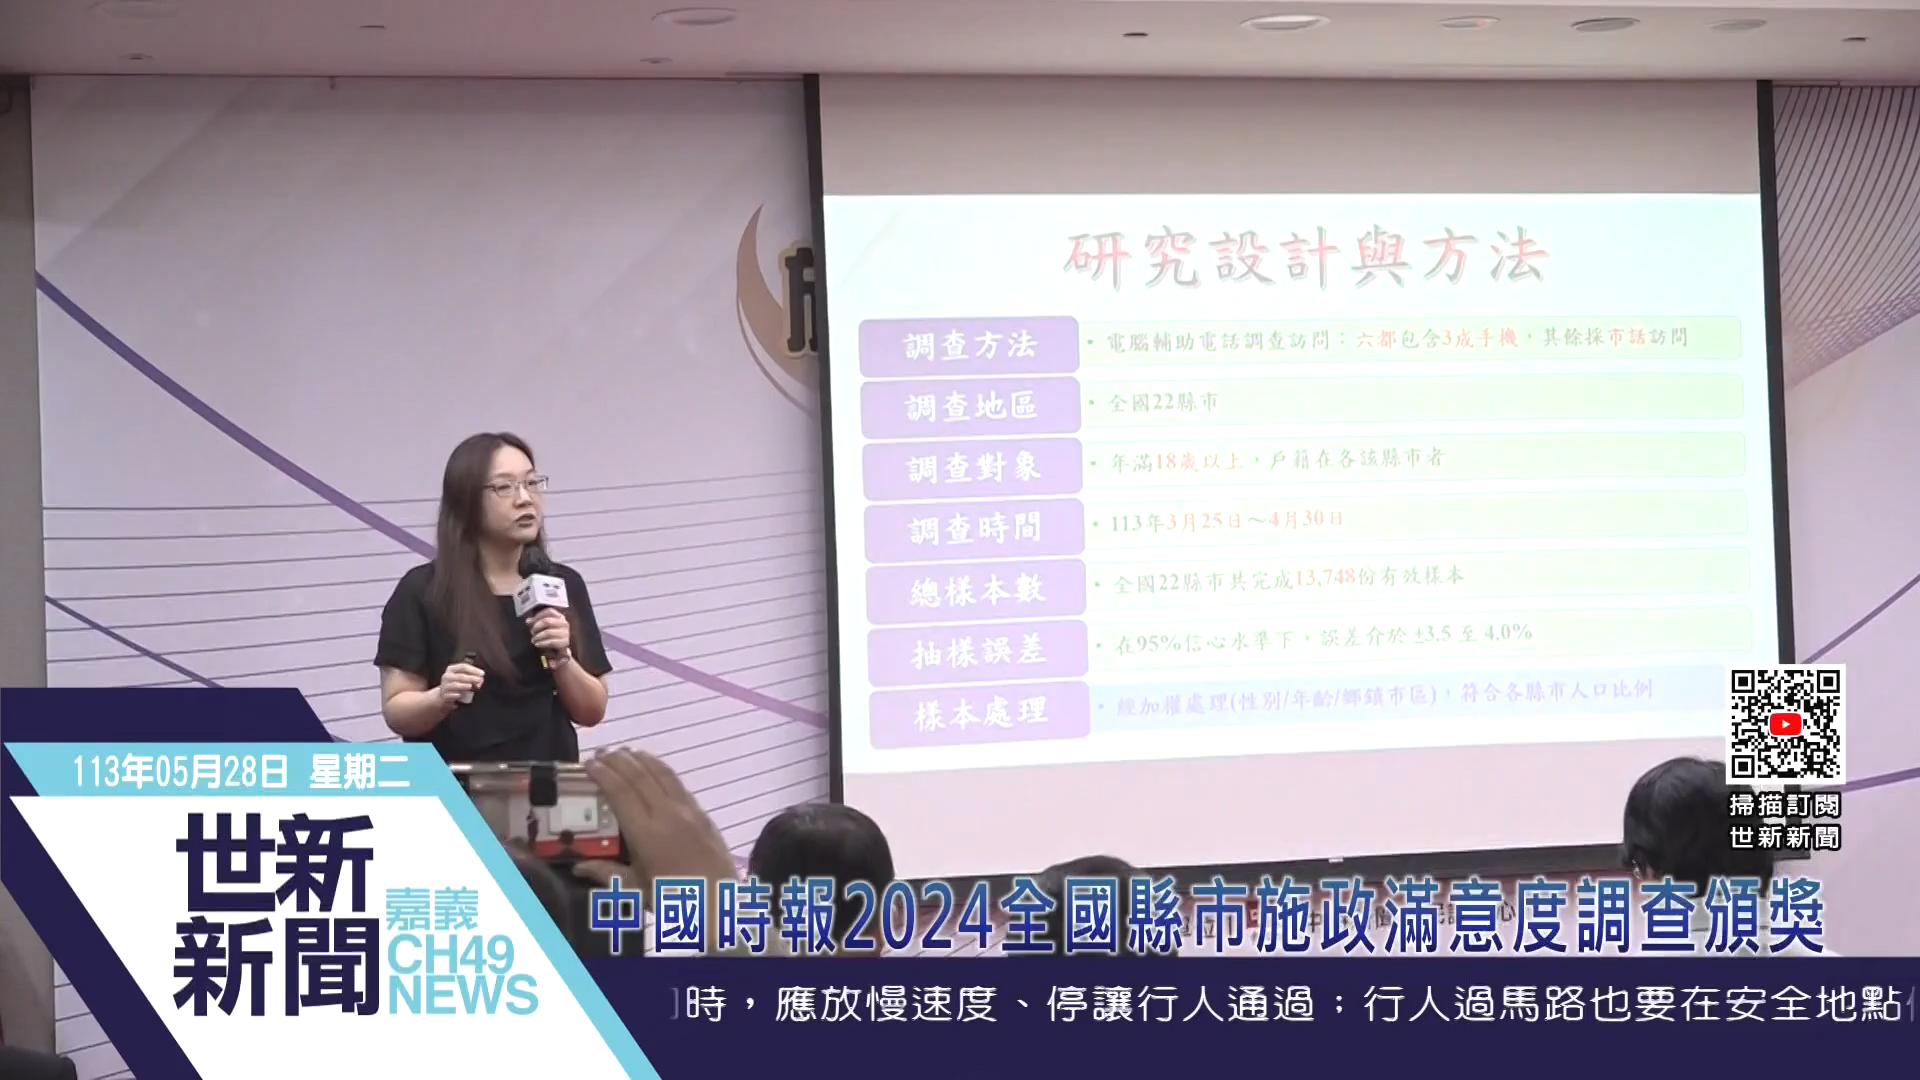 研究設計與方法
調查方法
• 電腦輔助電話調查訪問：六都包含3成手機，其餘採市話訪問
調查地區
• 全國22縣市
調查對象
• 年滿18歲以上，戶籍在各該縣市者
調查時間
• 113年3月25日～4月30日
總樣本數
• 全國22縣市共完成13,748份有效樣本
抽樣誤差
• 在95%信心水準下，誤差介於 ±3.5 至 4.0%
樣本處理
• 經加權處理(性別/年齡/鄉鎮市區)，符合各縣市人口比例
掃描訂閱
世新新聞
113年05月28日 星期二
世新
新聞
嘉義
CH49
NEWS
中國時報2024全國縣市施政滿意度調查頒獎
時，應放慢速度、停讓行人通過；行人過馬路也要在安全地點